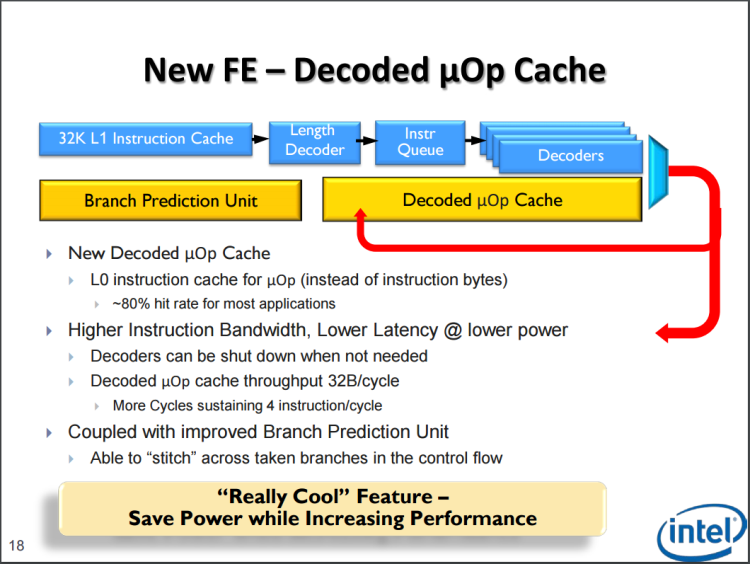 New FE – Decoded µOp Cache
32K L1 Instruction Cache
Length
Decoder
Instr
Queue
Decoders
Branch Prediction Unit
Decoded µOp Cache
New Decoded µOp Cache
L0 instruction cache for µOp (instead of instruction bytes)
~80% hit rate for most applications
Higher Instruction Bandwidth, Lower Latency @ lower power
Decoders can be shut down when not needed
Decoded µOp cache throughput 32B/cycle
More Cycles sustaining 4 instruction/cycle
Coupled with improved Branch Prediction Unit
Able to “stitch” across taken branches in the control flow
“Really Cool” Feature –
Save Power while Increasing Performance
18
intel